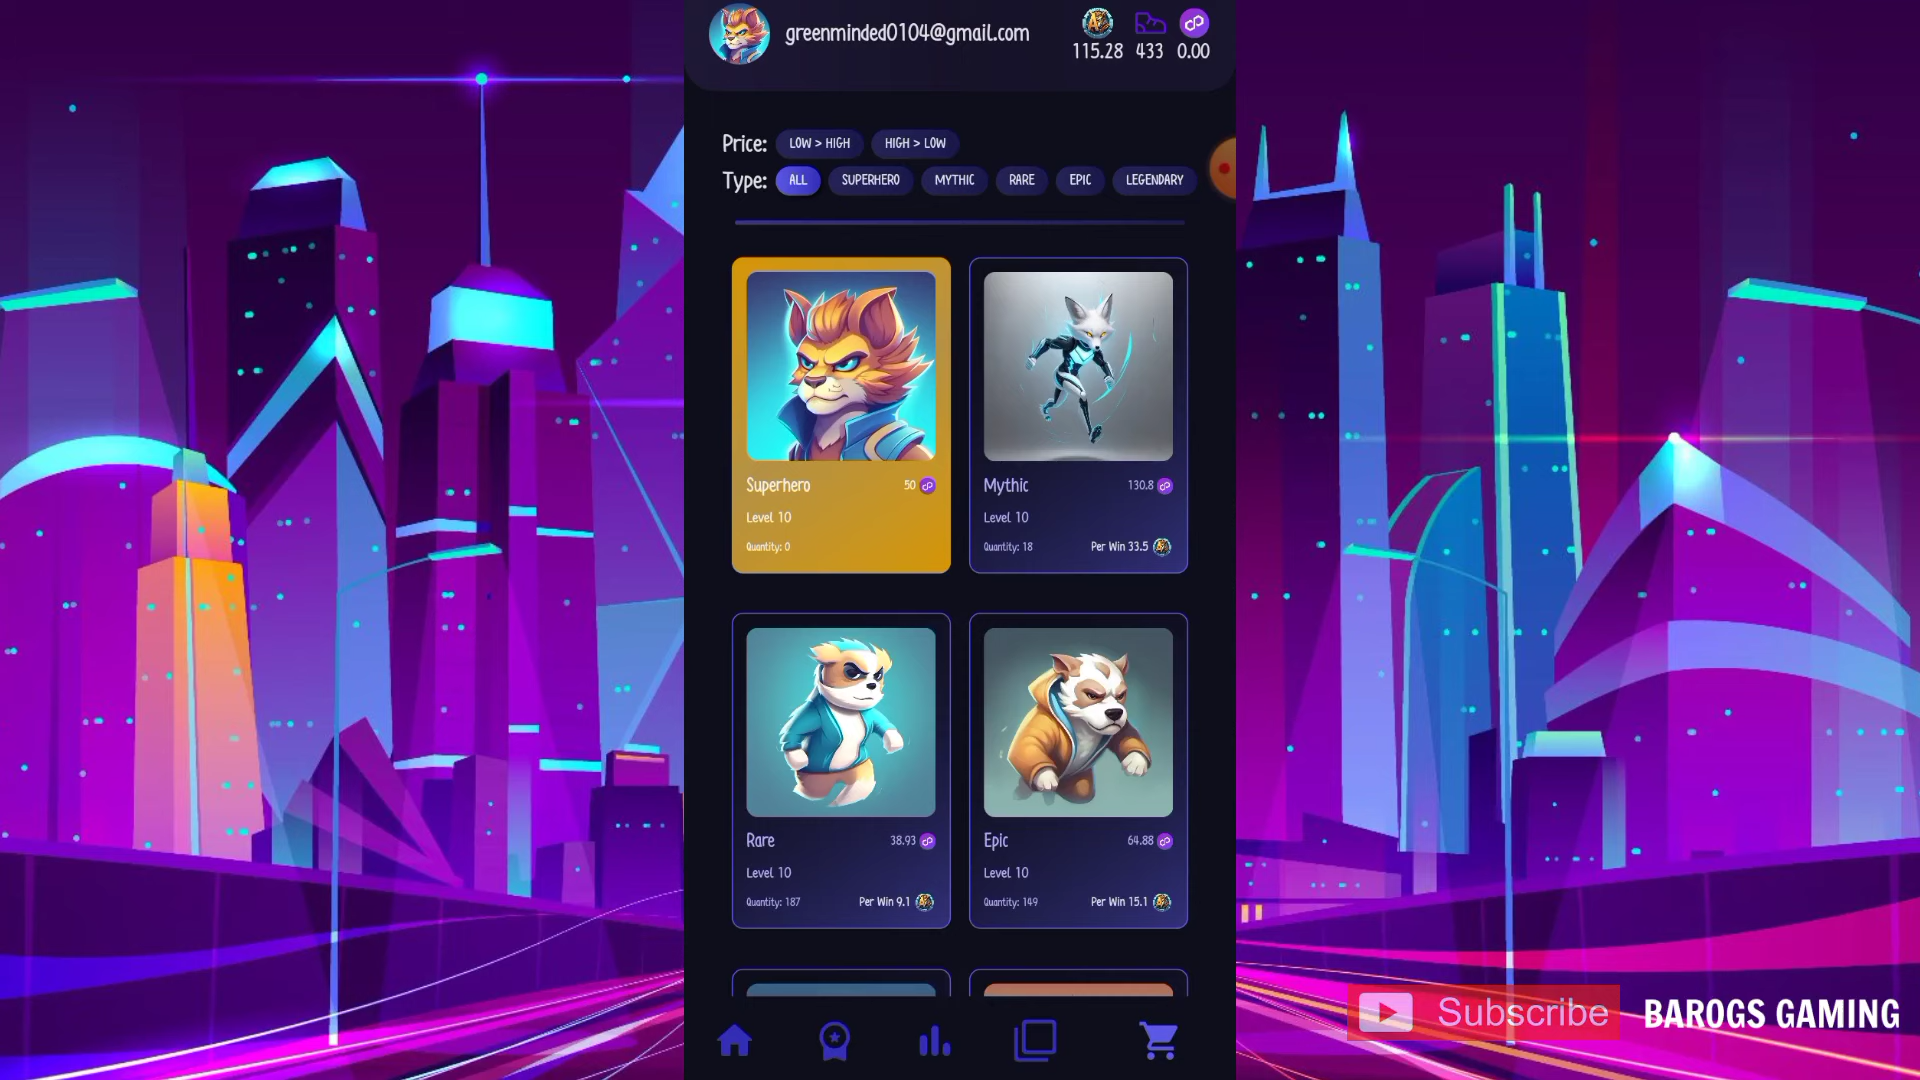 greenminded0104@gmail.com
115.28 433 0.00
Price: LOW > HIGH HIGH > LOW
Type: ALL SUPERHERO MYTHIC RARE EPIC LEGENDARY
Superhero 50
Level 10
Quantity: 0
Mythic 130.8
Level 10
Quantity: 18 Per Win 33.5
Rare 38.93
Level 10
Quantity: 187 Per Win 9.1
Epic 64.88
Level 10
Quantity: 149 Per Win 15.1
Subscribe BAROGS GAMING